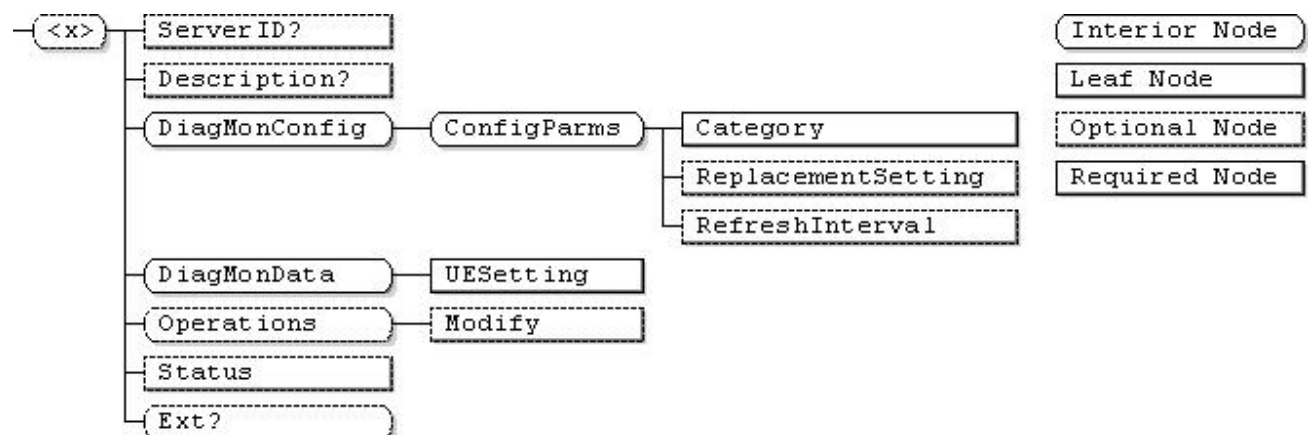 <x> ServerID? Interior Node
Description? Leaf Node
DiagMonConfig ConfigParms Category Optional Node
ReplacementSetting Required Node
RefreshInterval
DiagMonData UESetting
Operations Modify
Status
Ext?